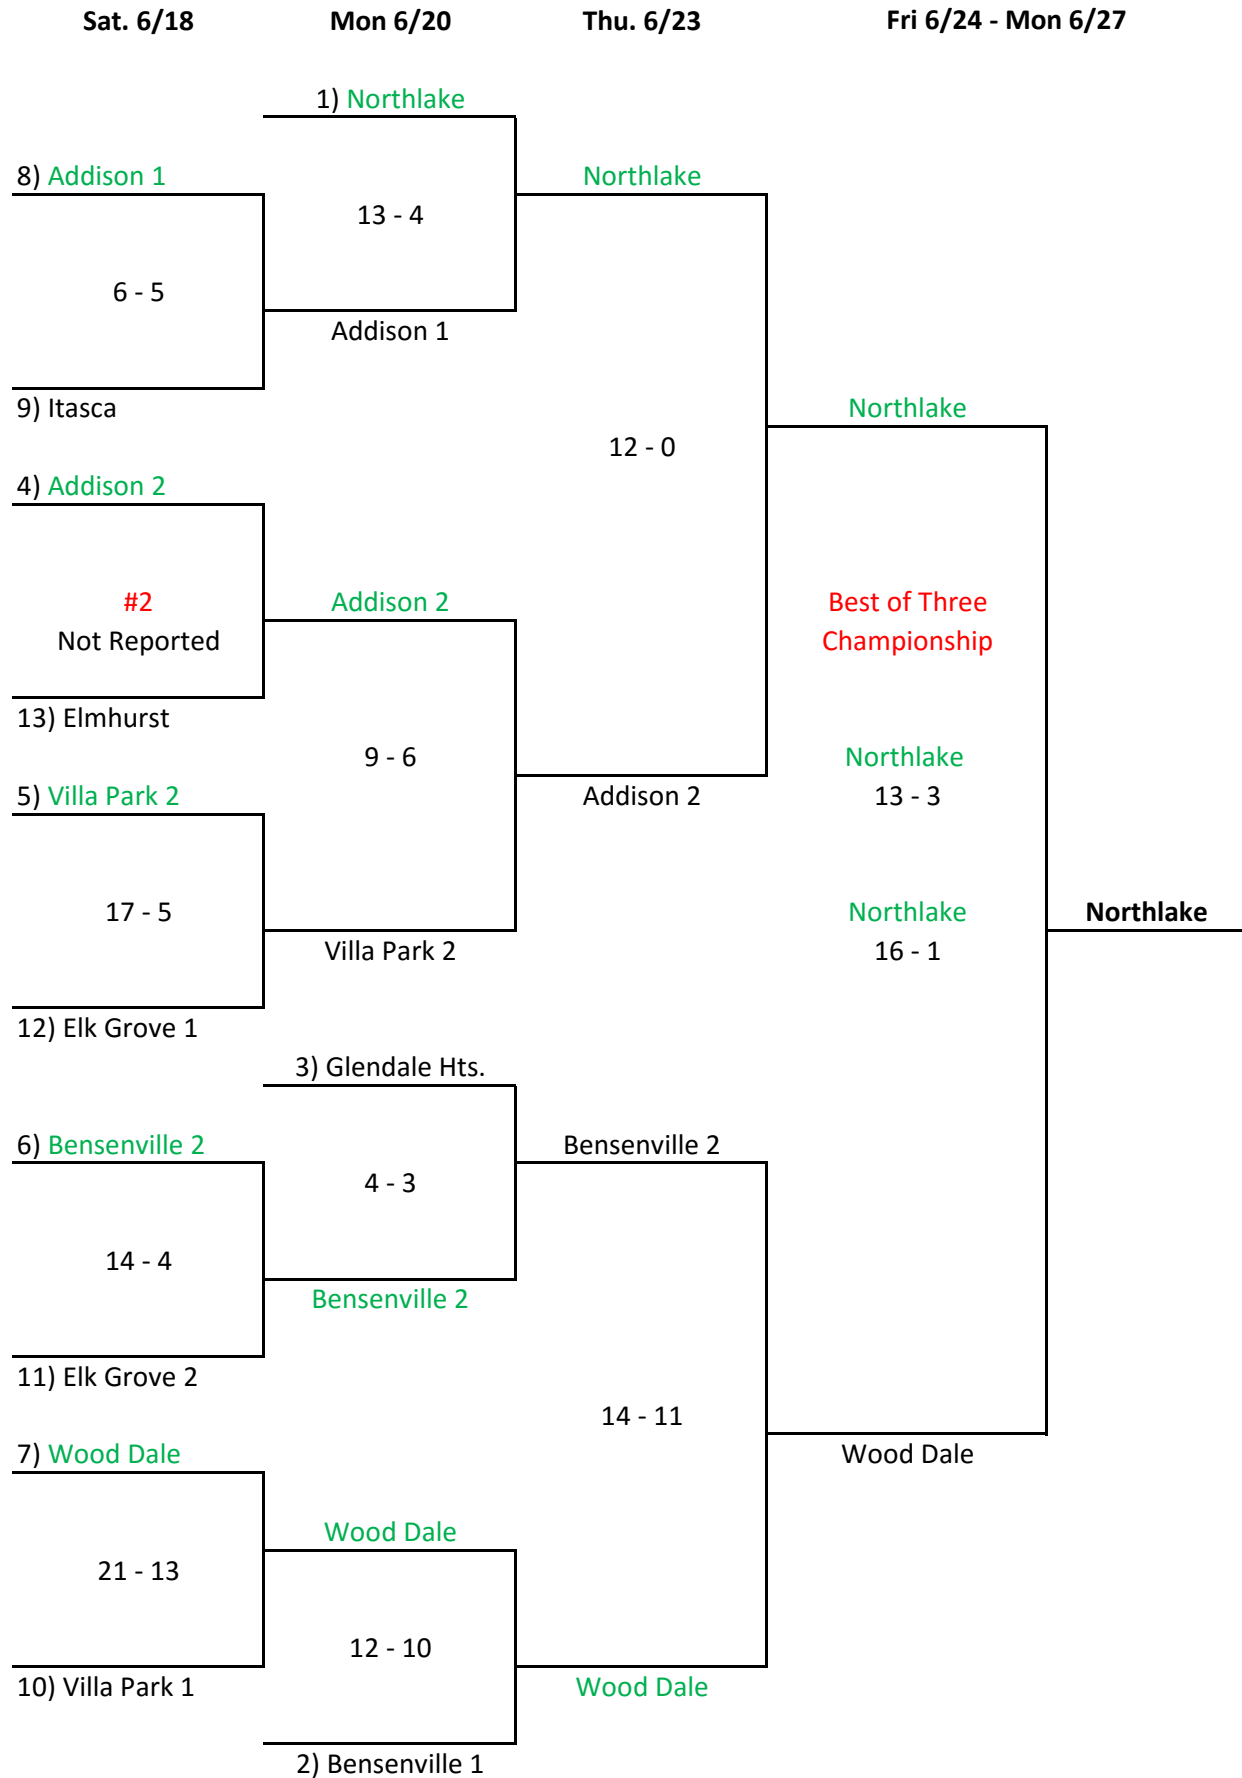 Sat. 6/18 Mon 6/20 Thu. 6/23 Fri 6/24 - Mon 6/27
1) Northlake
8) Addison 1 Northlake
13 - 4
6 - 5
Addison 1
9) Itasca Northlake
12 - 0
4) Addison 2
#2 Addison 2 Best of Three
Not Reported Championship
13) Elmhurst
9 - 6 Northlake
5) Villa Park 2 Addison 2 13 - 3
17 - 5 Northlake Northlake
Villa Park 2 16 - 1
12) Elk Grove 1
3) Glendale Hts.
6) Bensenville 2 Bensenville 2
4 - 3
14 - 4
Bensenville 2
11) Elk Grove 2
14 - 11
7) Wood Dale Wood Dale
Wood Dale
21 - 13
12 - 10
10) Villa Park 1 Wood Dale
2) Bensenville 1